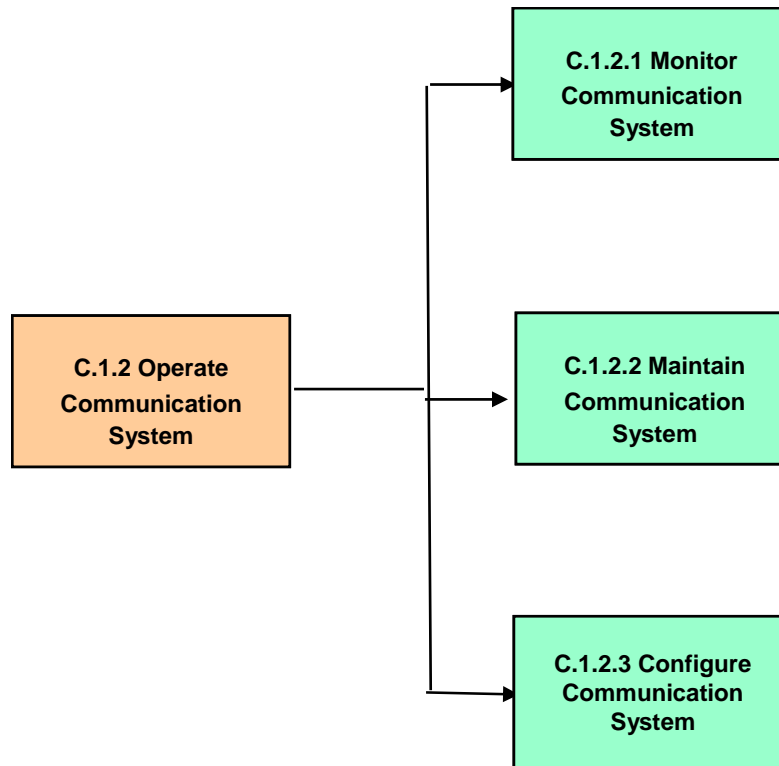 C.1.2.1 Monitor
Communication
System
C.1.2 Operate
Communication
System
C.1.2.2 Maintain
Communication
System
C.1.2.3 Configure
Communication
System